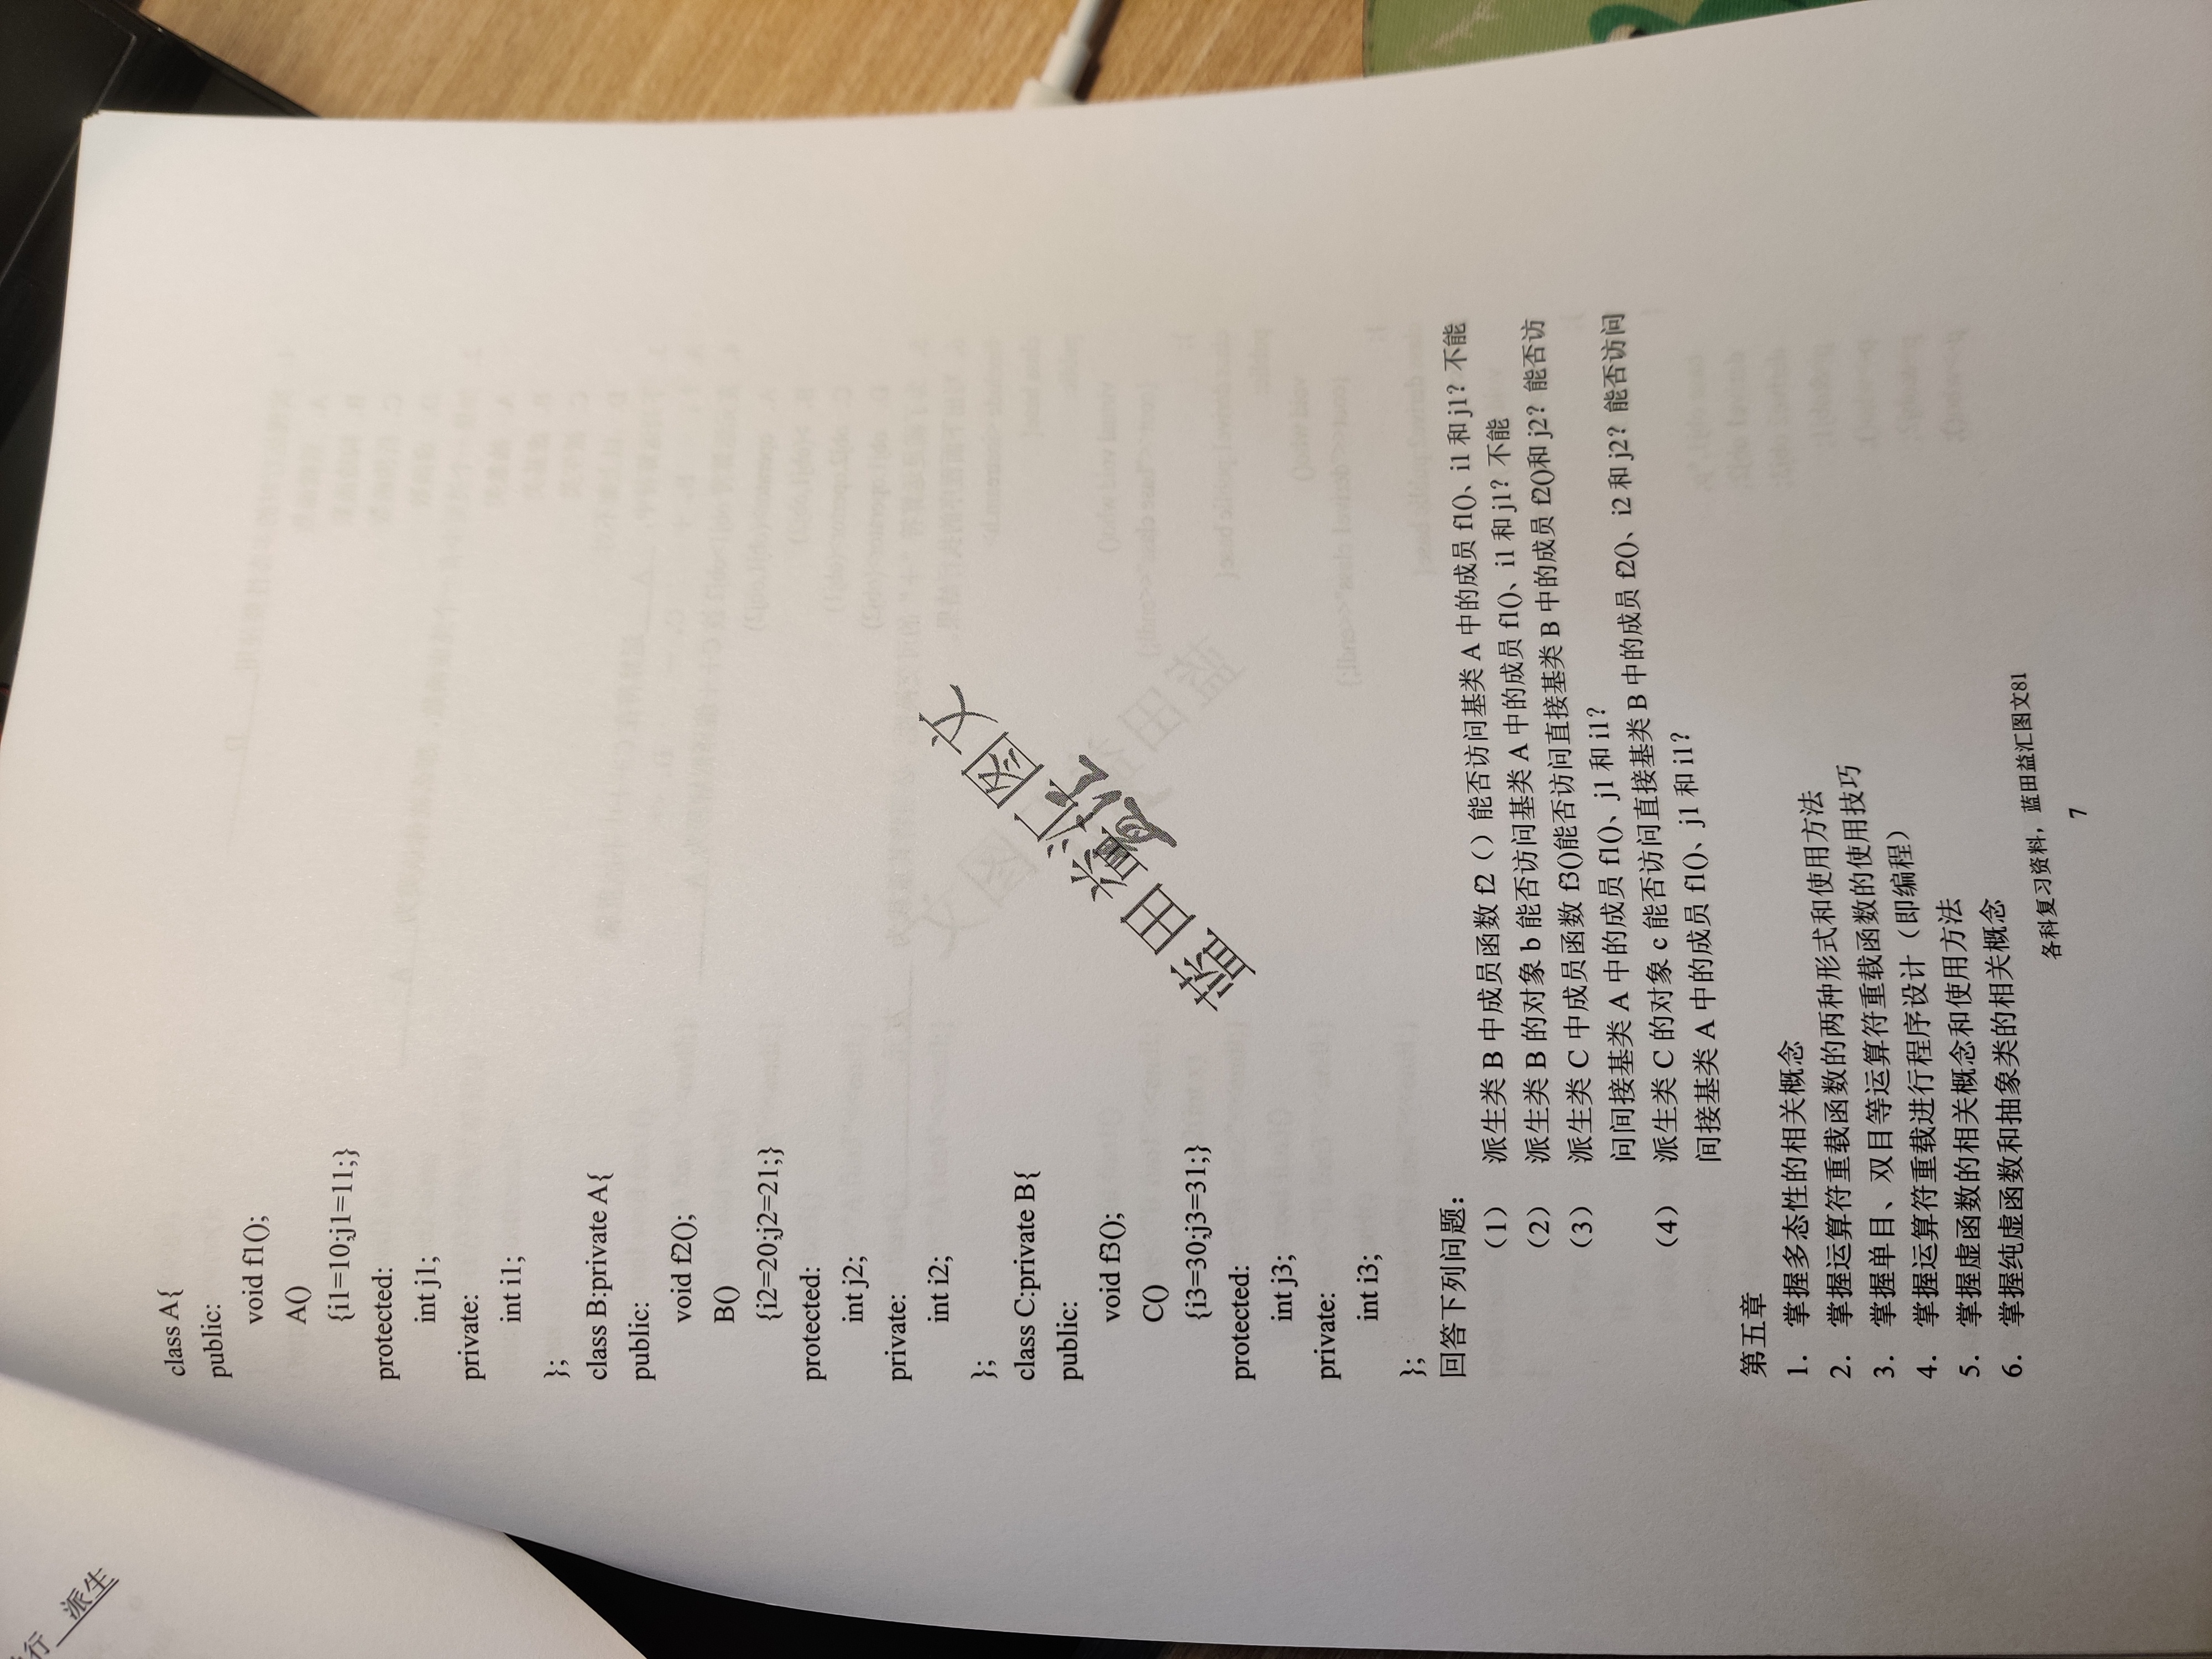 行 派生
class A{
public:
void f1();
A()
{i1=10;j1=11;}
protected:
int j1;
private:
int i1;
};
class B:private A{
public:
void f2();
B()
{i2=20;j2=21;}
protected:
int j2;
private:
int i2;
};
class C:private B{
public:
void f3();
C()
{i3=30;j3=31;}
protected:
int j3;
private:
int i3;
};
蓝田益汇图文
益汇
回答下列问题：
（1） 派生类 B 中成员函数 f2（）能否访问基类 A 中的成员 f1()、i1 和 j1？不能
（2） 派生类 B 的对象 b 能否访问基类 A 中的成员 f1()、i1 和 j1？不能
（3） 派生类 C 中成员函数 f3()能否访问直接基类 B 中的成员 f2()和 j2？能否访
问间接基类 A 中的成员 f1()、j1 和 i1？
（4） 派生类 C 的对象 c 能否访问直接基类 B 中的成员 f2()、i2 和 j2？能否访问
间接基类 A 中的成员 f1()、j1 和 i1？
第五章
1. 掌握多态性的相关概念
2. 掌握运算符重载函数的两种形式和使用方法
3. 掌握单目、双目等运算符重载函数的使用技巧
4. 掌握运算符重载进行程序设计（即编程）
5. 掌握虚函数的相关概念和使用方法
6. 掌握纯虚函数和抽象类的相关概念
各科复习资料，蓝田益汇图文81
7